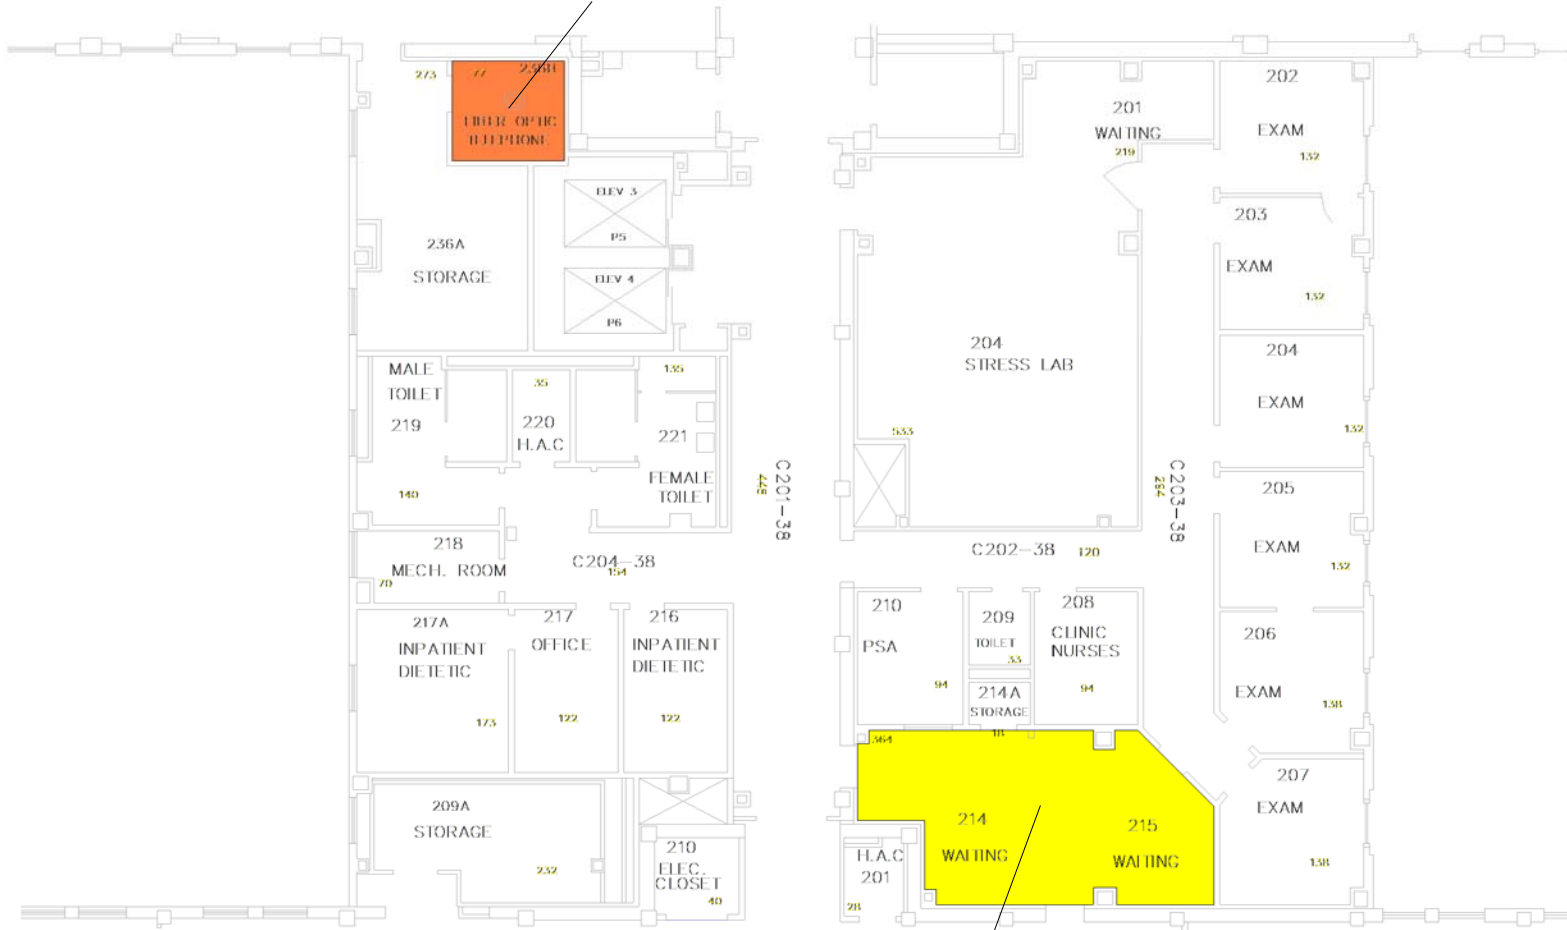 273
77
236B
FIBER OPTIC
TELEPHONE
236A
STORAGE
ELEV 3
P5
ELEV 4
P6
MALE
TOILET
219
140
35
220
H.A.C
135
221
FEMALE
TOILET
218
MECH. ROOM
70
C204-38
154
217A
INPATIENT
DIETETIC
173
217
OFFICE
122
216
INPATIENT
DIETETIC
122
209A
STORAGE
232
210
ELEC.
CLOSET
40
C201-38
201
WAITING
219
202
EXAM
132
203
EXAM
132
204
STRESS LAB
533
204
EXAM
132
205
EXAM
132
C203-38
C202-38 120
210
PSA
94
209
TOILET
33
208
CLINIC
NURSES
94
214A
STORAGE
18
206
EXAM
138
207
EXAM
138
364
214
WAITING
215
WAITING
H.A.C
201
28